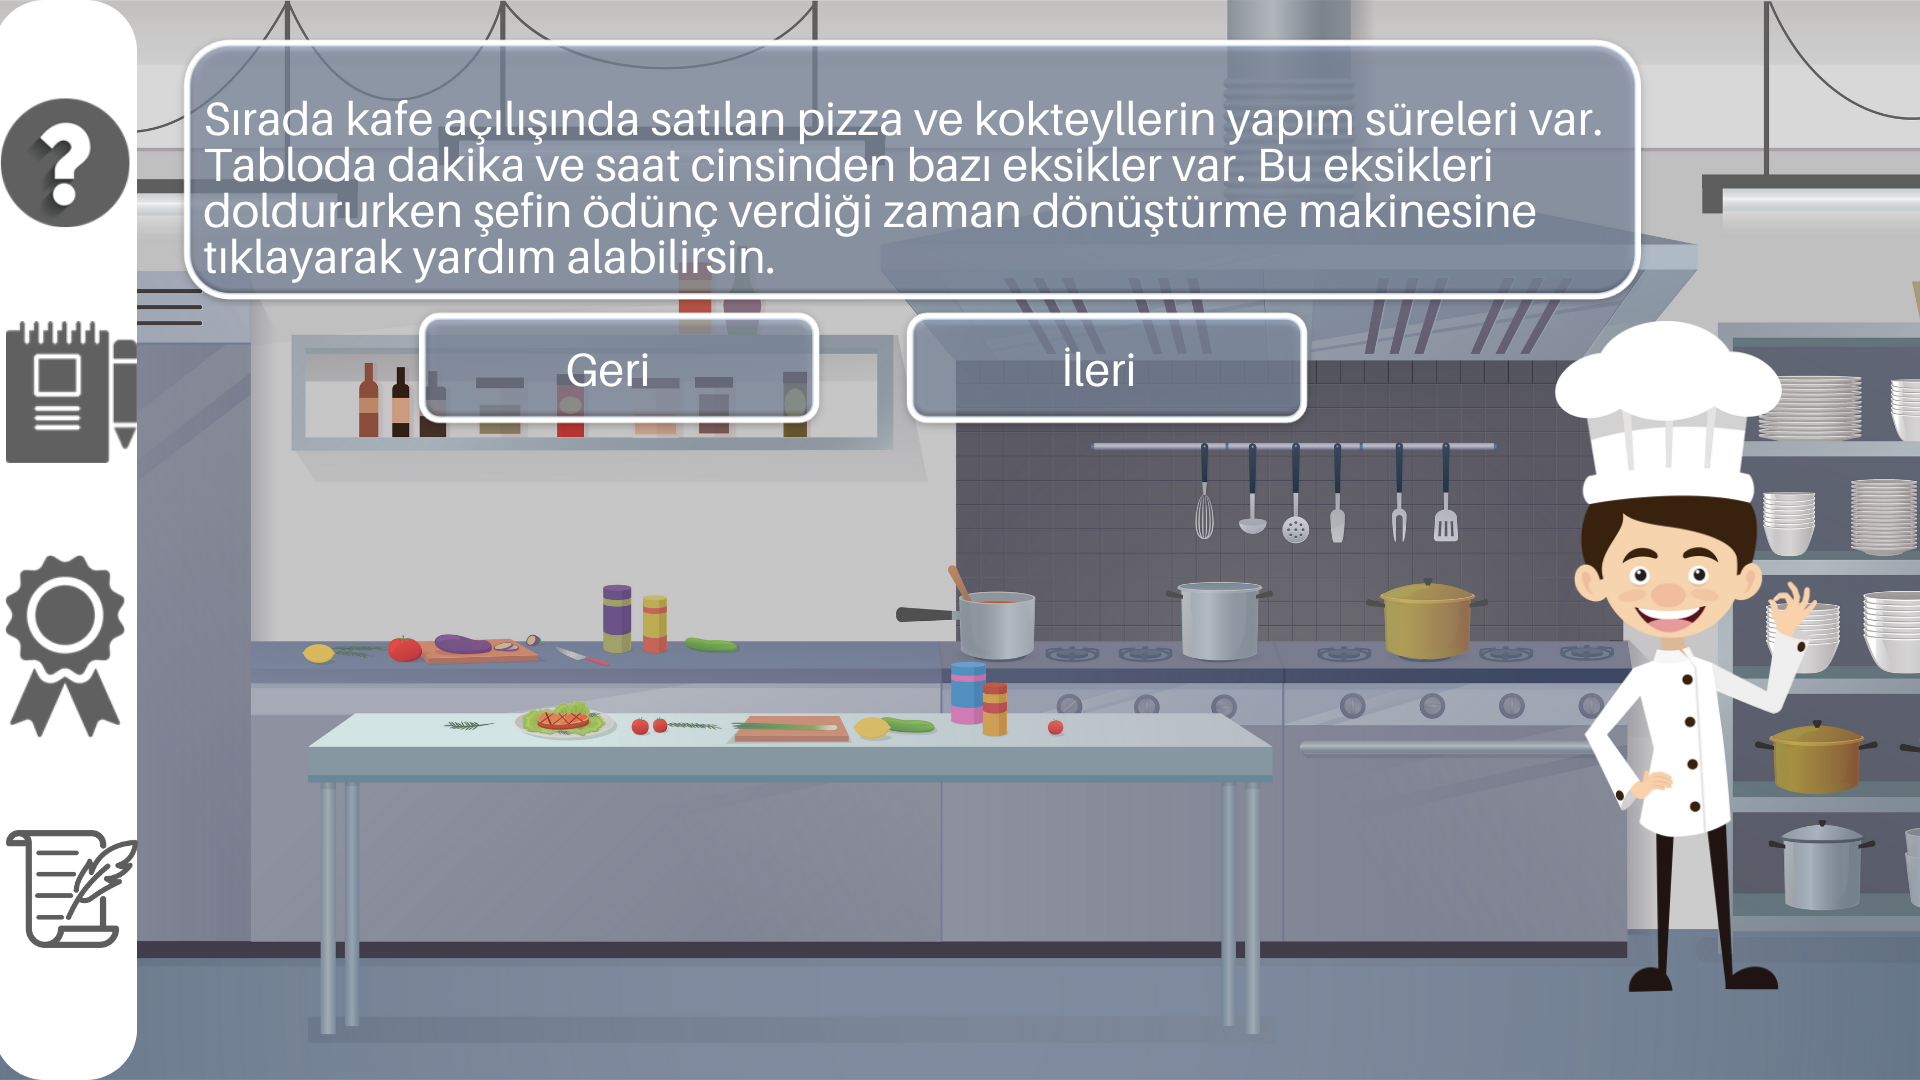 Sırada kafe açılışında satılan pizza ve kokteyllerin yapım süreleri var.
Tabloda dakika ve saat cinsinden bazı eksikler var. Bu eksikleri
doldururken şefin ödünç verdiği zaman dönüştürme makinesine
tıklayarak yardım alabilirsin.
Geri
İleri